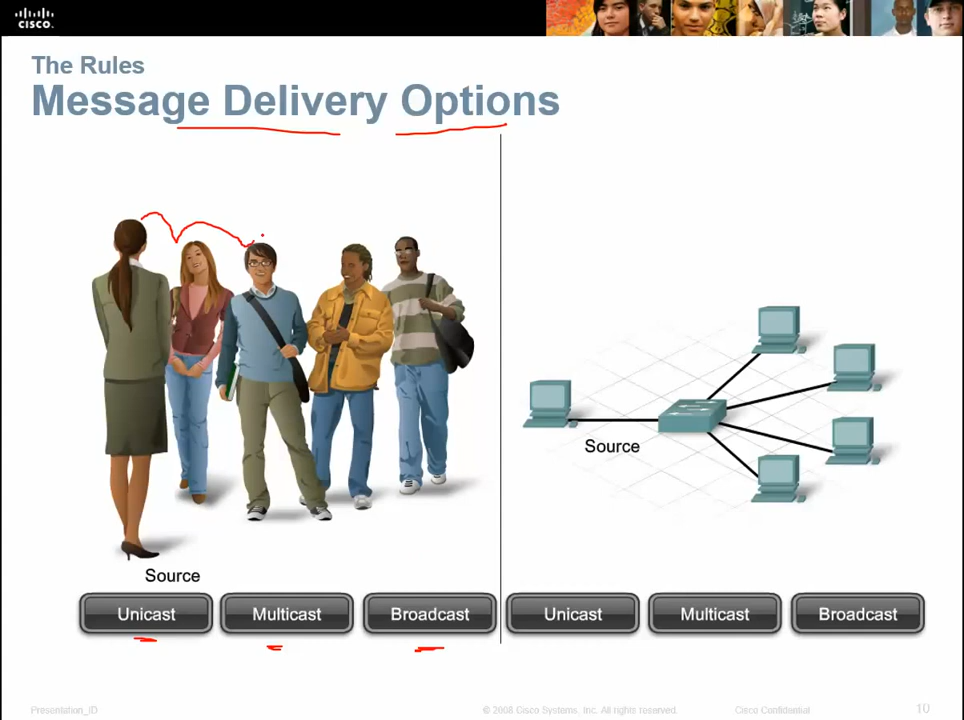 CISCO.
The Rules
Message Delivery Options
Source
Source
Unicast Multicast Broadcast Unicast Multicast Broadcast
Presentation_ID © 2008 Cisco Systems, Inc. All rights reserved. Cisco Confidential 10